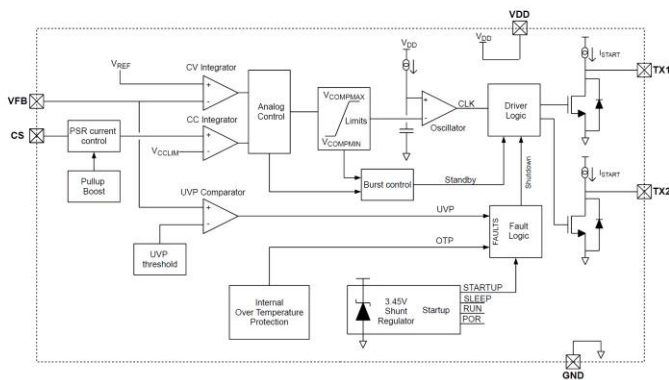 VDD
VDD
ISTART
TX1
VDD
CV Integrator
VREF
VFB
Analog
Control
VCOMPMAX
Limits
VCOMPMIN
CLK
Oscillator
Driver
Logic
CS
PSR current
control
CC Integrator
VCCLIM
Pullup
Boost
Burst control
Standby
Shutdown
ISTART
TX2
UVP Comparator
UVP
FAULTS
Fault
Logic
OTP
UVP
threshold
Internal
Over Temperature
Protection
3.45V
Shunt
Regulator
Startup
STARTUP
SLEEP
RUN
POR
GND